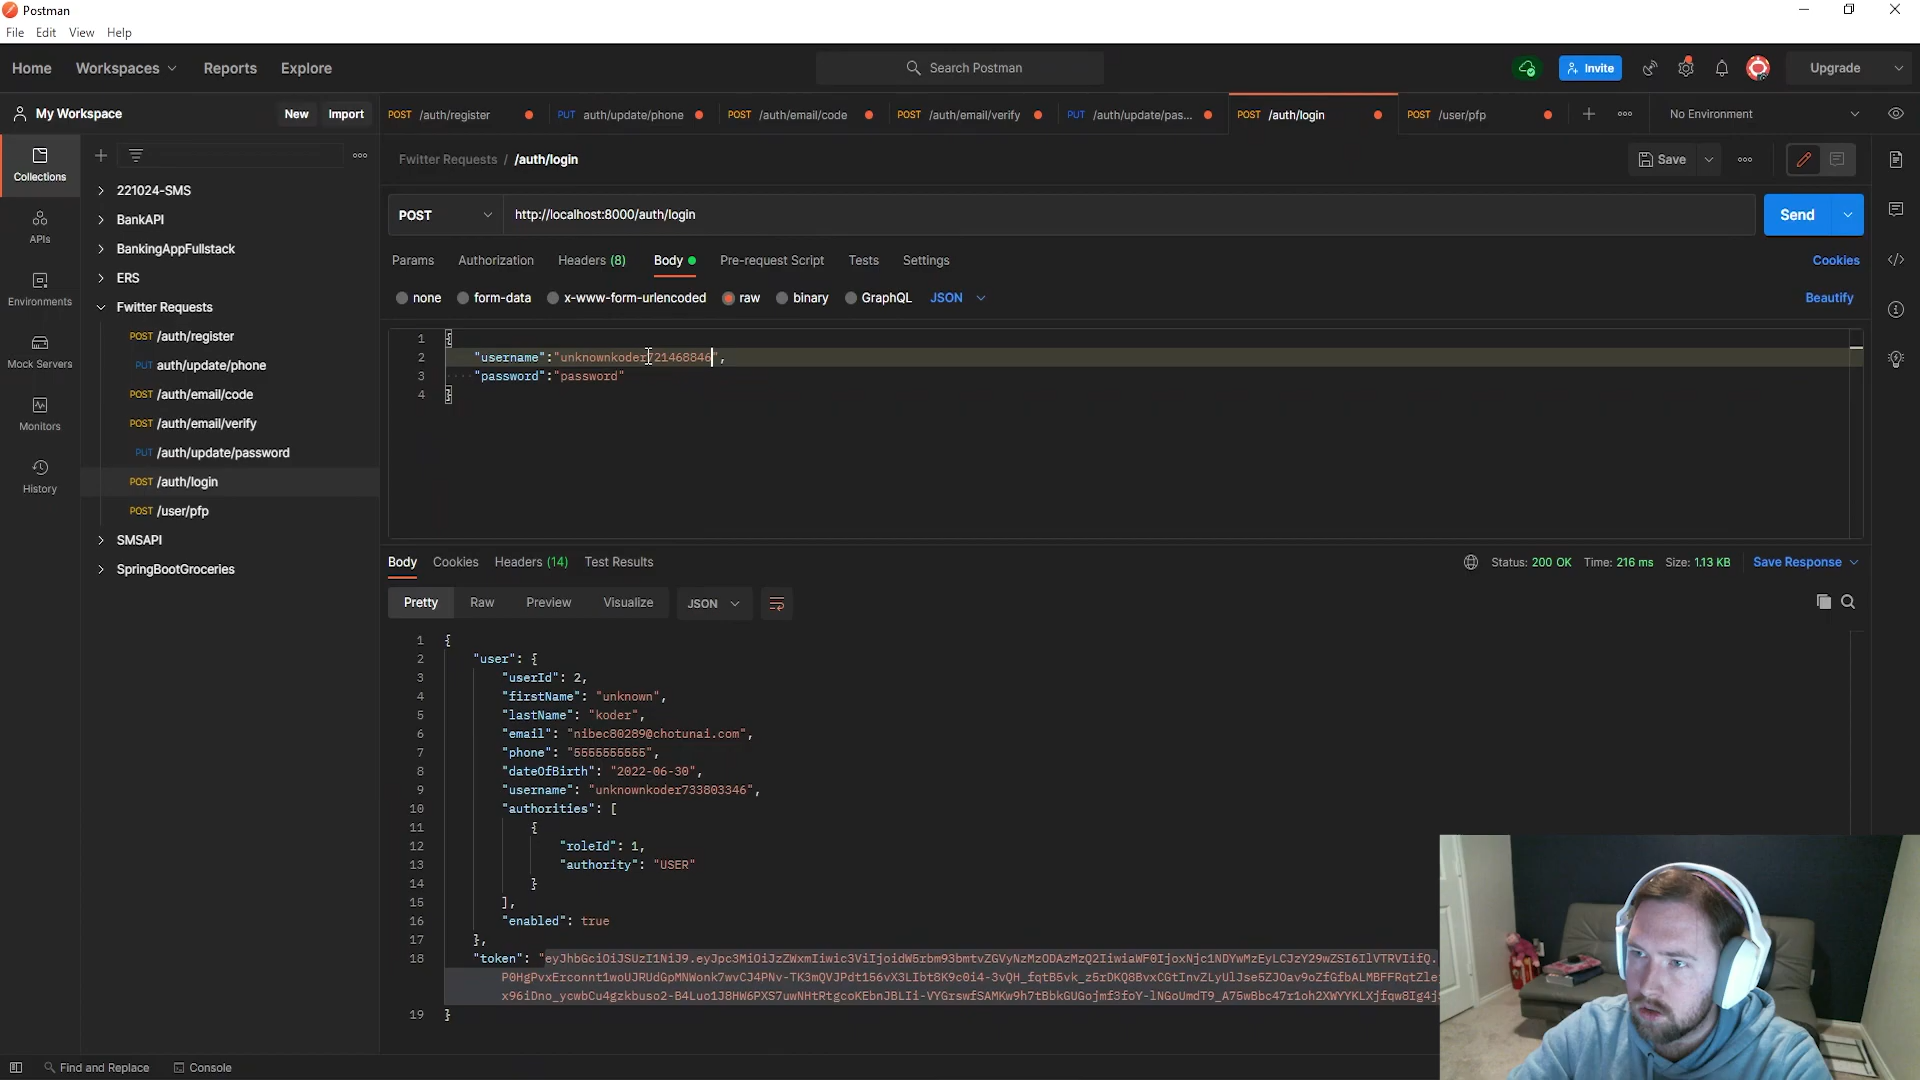 Postman
File Edit View Help
Home Workspaces Reports Explore Search Postman Invite Upgrade
My Workspace New Import
POST /auth/register PUT auth/update/phone POST /auth/email/code POST /auth/email/verify PUT /auth/update/pas... POST /auth/login POST /user/pfp No Environment
Collections
APIs
Environments
Mock Servers
Monitors
History
221024-SMS
BankAPI
BankingAppFullstack
ERS
Fwitter Requests
POST /auth/register
PUT auth/update/phone
POST /auth/email/code
POST /auth/email/verify
PUT /auth/update/password
POST /auth/login
POST /user/pfp
SMSAPI
SpringBootGroceries
Fwitter Requests / /auth/login Save
POST http://localhost:8000/auth/login Send
Params Authorization Headers (8) Body Pre-request Script Tests Settings Cookies
none form-data x-www-form-urlencoded raw binary GraphQL JSON Beautify
1 {
2 "username":"unknownkoder721468846",
3 "password":"password"
4 }
Body Cookies Headers (14) Test Results Status: 200 OK Time: 216 ms Size: 1.13 KB Save Response
Pretty Raw Preview Visualize JSON
1 {
2 "user": {
3 "userId": 2,
4 "firstName": "unknown",
5 "lastName": "koder",
6 "email": "nibec80289@chotunai.com",
7 "phone": "5555555555",
8 "dateOfBirth": "2022-06-30",
9 "username": "unknownkoder733803346",
10 "authorities": [
11 {
12 "roleId": 1,
13 "authority": "USER"
14 }
15 ],
16 "enabled": true
17 },
18 "token": "
19 }
Find and Replace Console